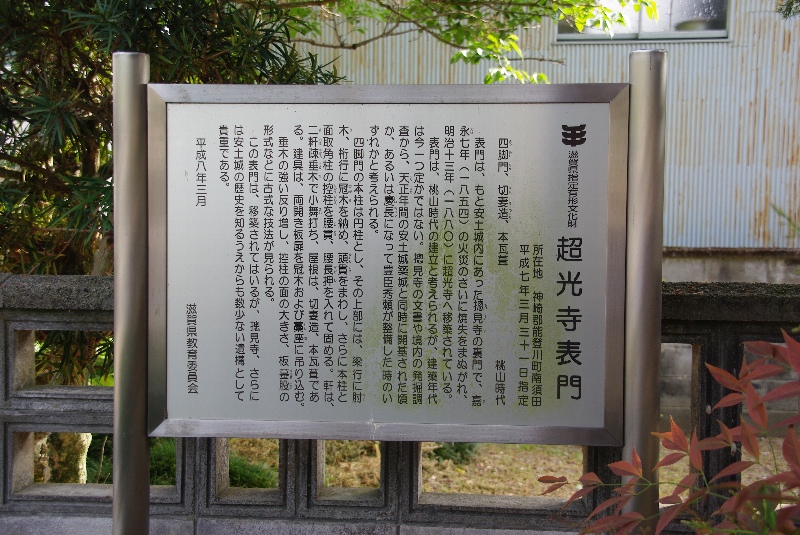 滋賀県指定有形文化財
超光寺表門
所在地 神崎郡能登川町南須田
平成七年三月三十一日指定
四脚門、切妻造、本瓦葺
桃山時代
表門は、もと安土城内にあった摠見寺の裏門で、嘉
永七年(一八五四)の火災のさいに焼失をまぬがれ、
明治十三年(一八八〇)に超光寺へ移築されている。
表門は、桃山時代の建立と考えられるが、建築年代
は今一つ定かではない。摠見寺の文書や境内の発掘調
査から、天正年間の安土城築城と同時に開基された頃
か、あるいは慶長になって豊臣秀頼が整備した時のい
ずれかと考えられる。
四脚門の本柱は円柱とし、その上部には、梁行に肘
木、桁行に冠木を納め、頭貫をまわし、さらに本柱と
面取角柱の控柱を腰貫、腰長押を入れて固める。軒は、
二軒疎垂木で小舞打ち、屋根は、切妻造、本瓦葺であ
る。建具は、両開き板扉を冠木および藁座に吊り込む。
垂木の強い反り増し、控柱の面の大きさ、板蟇股の
形式などに古式な技法が見られる。
この表門は、移築されてはいるが、摠見寺、さらに
は安土城の歴史を知るうえからも数少ない遺構として
貴重である。
平成八年三月
滋賀県教育委員会